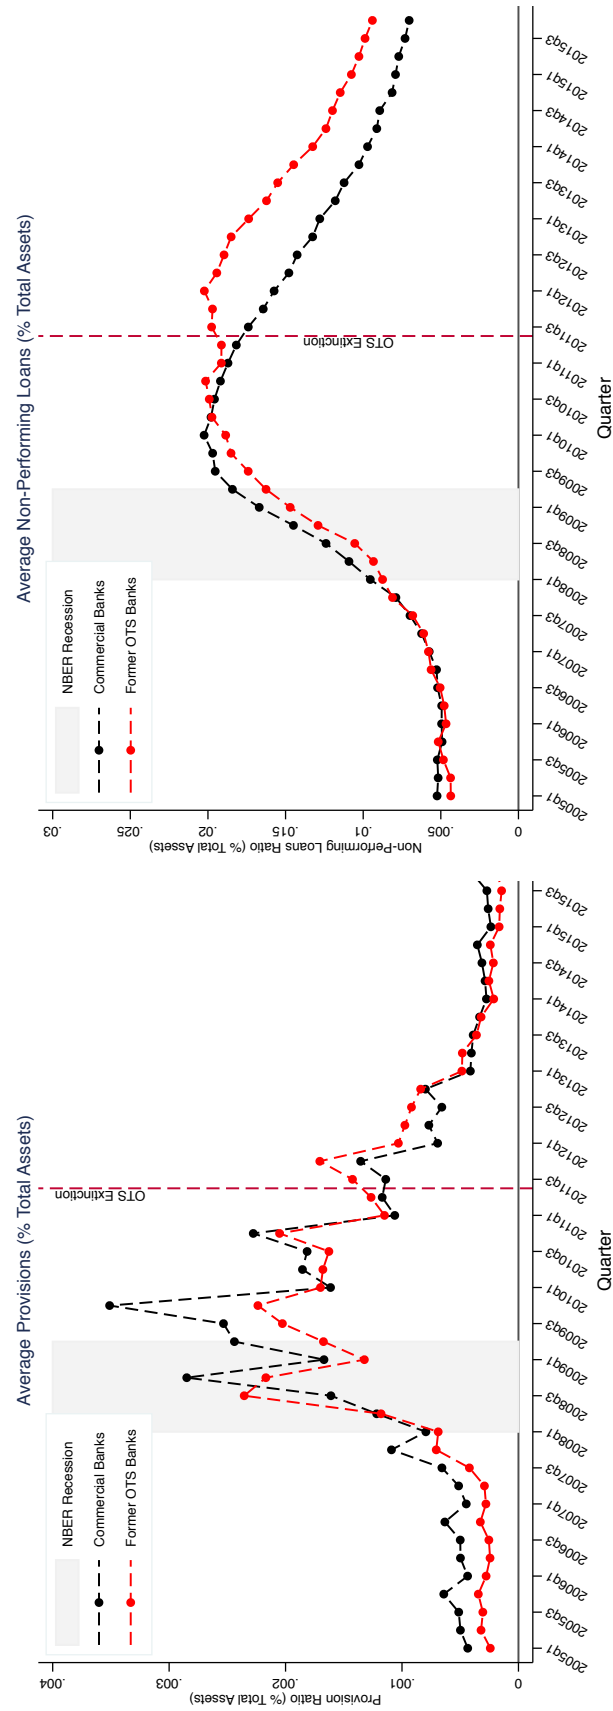 Average Provisions (% Total Assets)
NBER Recession
Commercial Banks
Former OTS Banks
OTS Extinction
Provision Ratio (% Total Assets)
.004
.003
.002
.001
0
2005q1
2005q3
2006q1
2006q3
2007q1
2007q3
2008q1
2008q3
2009q1
2009q3
2010q1
2010q3
2011q1
2011q3
2012q1
2012q3
2013q1
2013q3
2014q1
2014q3
2015q1
2015q3
Quarter
Average Non-Performing Loans (% Total Assets)
NBER Recession
Commercial Banks
Former OTS Banks
OTS Extinction
Non-Performing Loans Ratio (% Total Assets)
.03
.025
.02
.015
.01
.005
0
2005q1
2005q3
2006q1
2006q3
2007q1
2007q3
2008q1
2008q3
2009q1
2009q3
2010q1
2010q3
2011q1
2011q3
2012q1
2012q3
2013q1
2013q3
2014q1
2014q3
2015q1
2015q3
Quarter